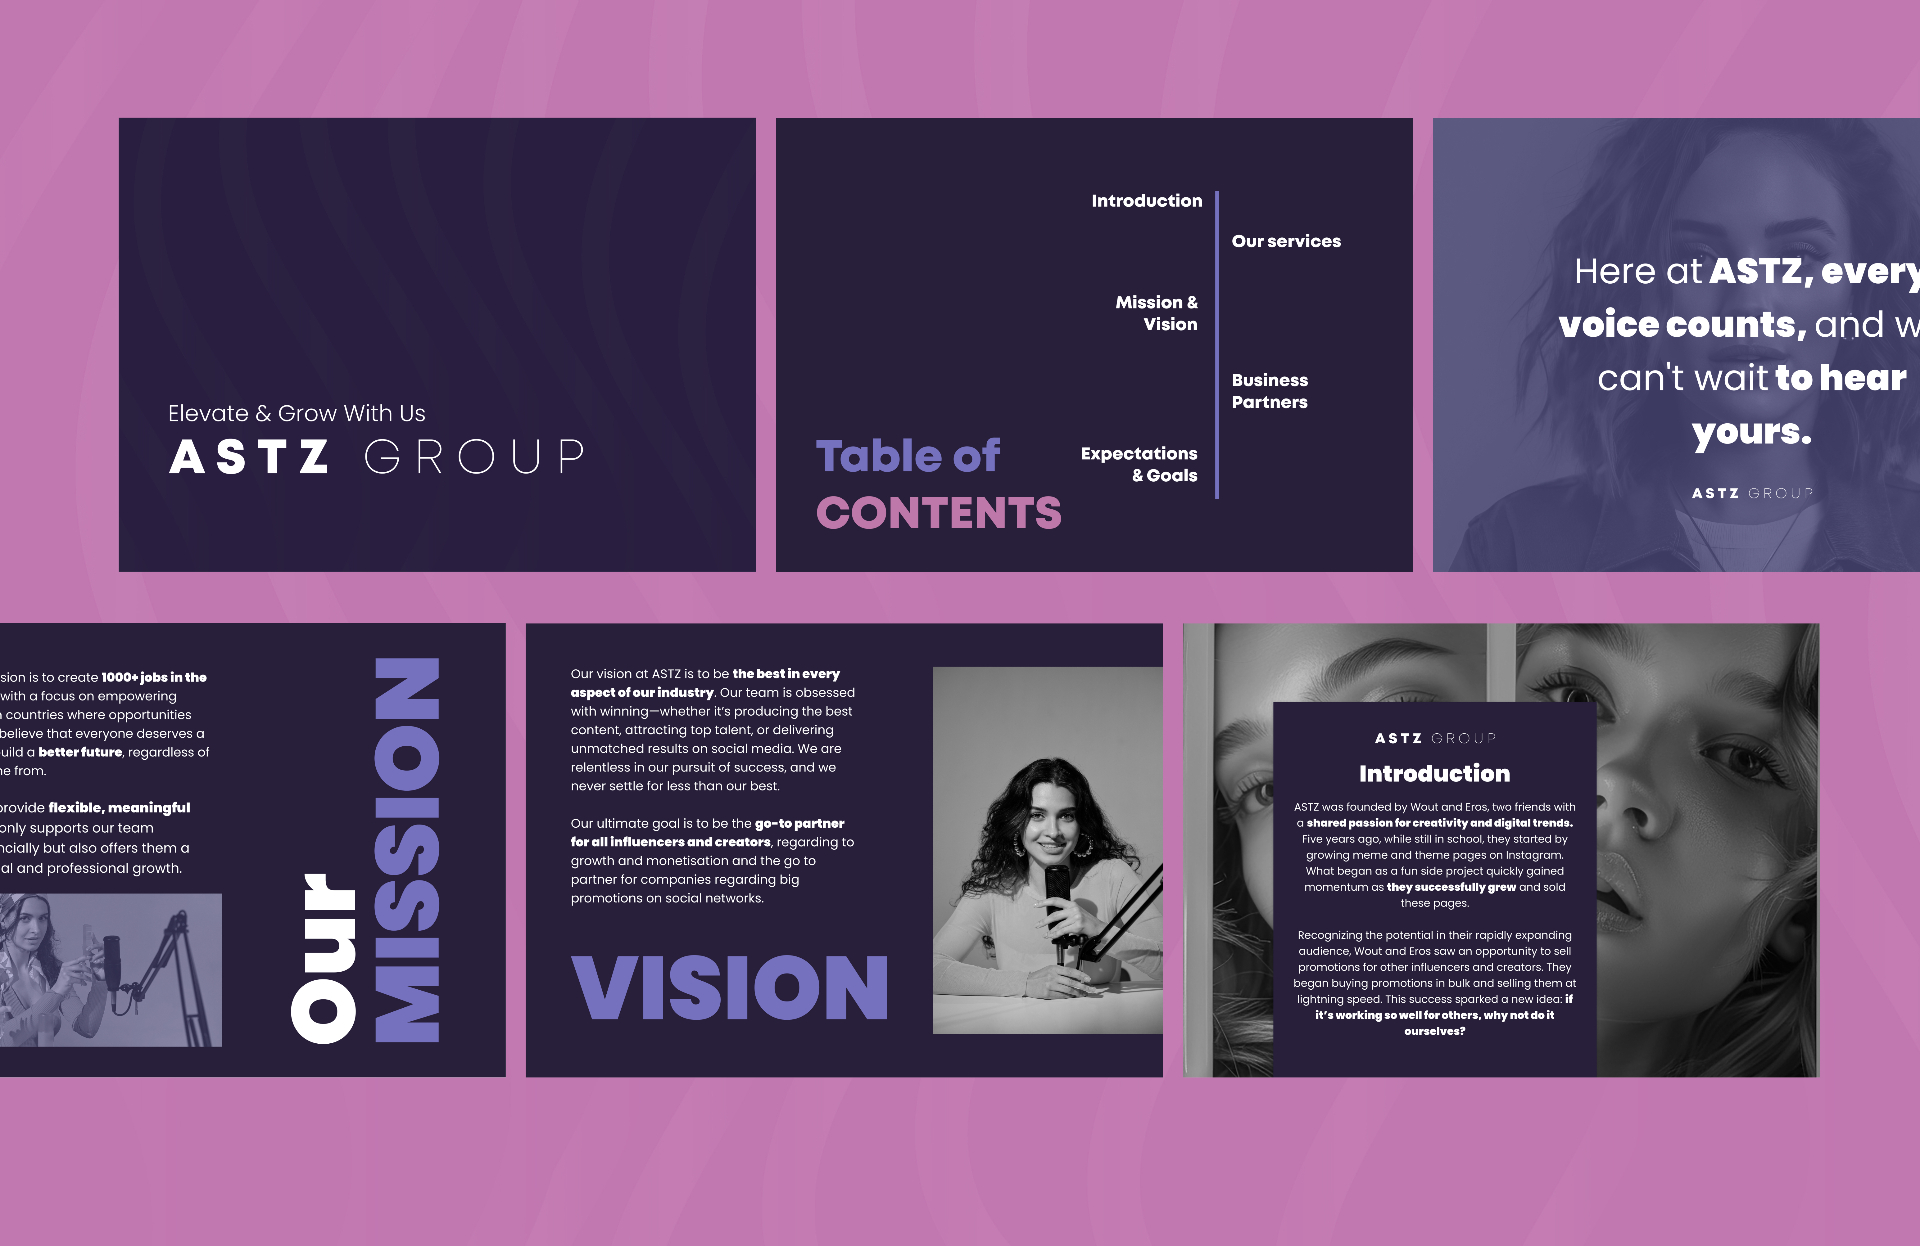 Elevate & Grow With Us
ASTZ GROUP
Introduction
Our services
Mission &
Vision
Business
Partners
Expectations
& Goals
Table of
CONTENTS
Here at ASTZ, every
voice counts, and w
can't wait to hear
yours.
ASTZ GROUP
sion is to create 1000+ jobs in the
with a focus on empowering
countries where opportunities
believe that everyone deserves a
uild a better future, regardless of
ne from.
provide flexible, meaningful
only supports our team
ncially but also offers them a
al and professional growth.
Our
MISSION
Our vision at ASTZ is to be the best in every
aspect of our industry. Our team is obsessed
with winning—whether it's producing the best
content, attracting top talent, or delivering
unmatched results on social media. We are
relentless in our pursuit of success, and we
never settle for less than our best.
Our ultimate goal is to be the go-to partner
for all influencers and creators, regarding to
growth and monetisation and the go to
partner for companies regarding big
promotions on social networks.
VISION
ASTZ GROUP
Introduction
ASTZ was founded by Wout and Eros, two friends with
a shared passion for creativity and digital trends.
Five years ago, while still in school, they started by
growing meme and theme pages on Instagram.
What began as a fun side project quickly gained
momentum as they successfully grew and sold
these pages.
Recognizing the potential in their rapidly expanding
audience, Wout and Eros saw an opportunity to sell
promotions for other influencers and creators. They
began buying promotions in bulk and selling them at
lightning speed. This success sparked a new idea: if
it's working so well for others, why not do it
ourselves?